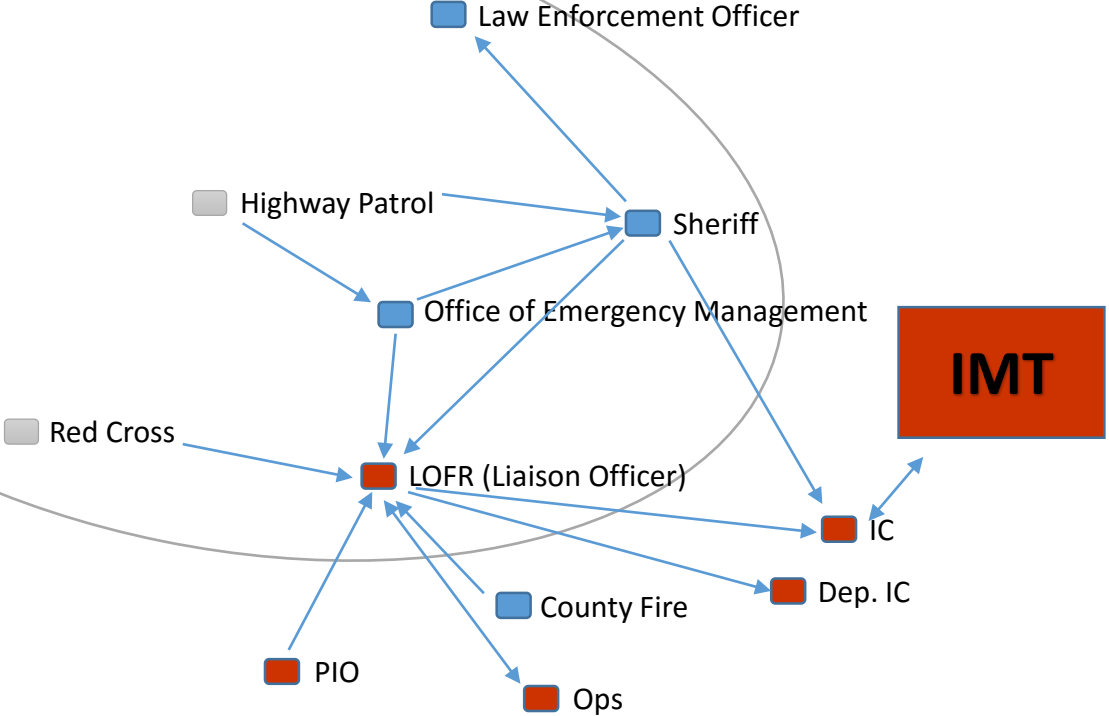 Law Enforcement Officer
Highway Patrol
Sheriff
Office of Emergency Management
IMT
Red Cross
LOFR (Liaison Officer)
IC
Dep. IC
County Fire
PIO
Ops